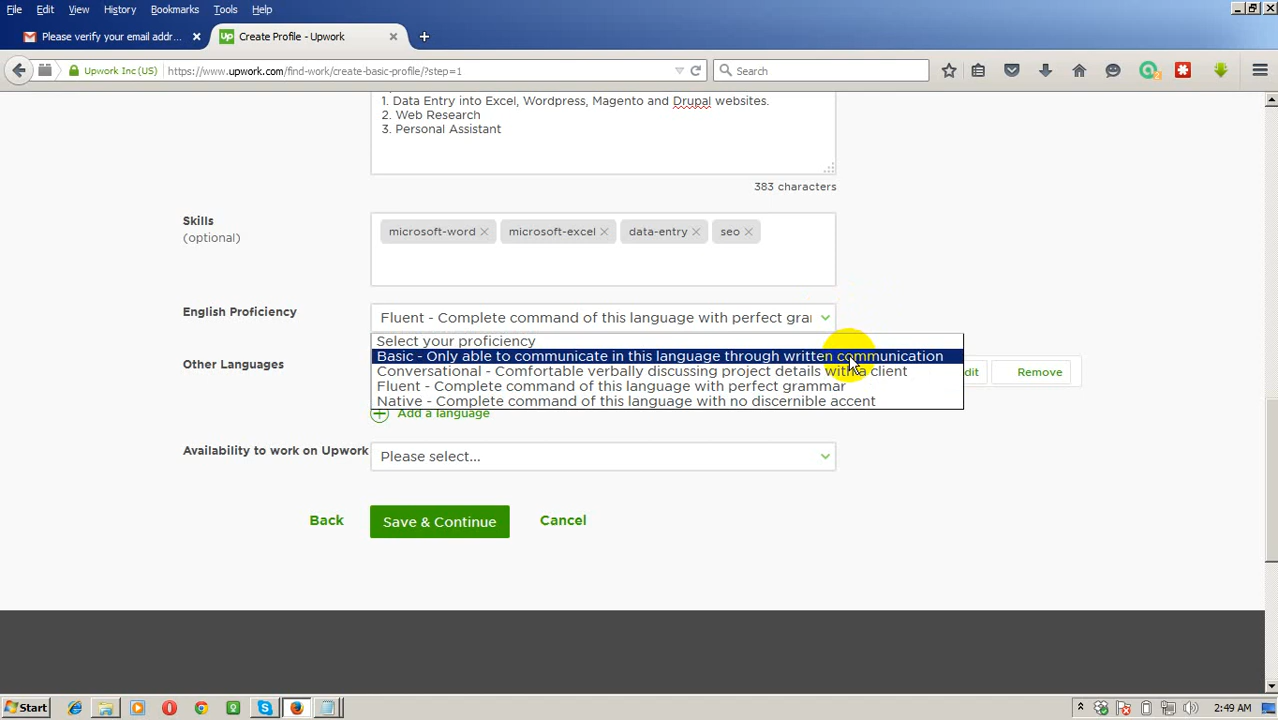 File Edit View History Bookmarks Tools Help
Please verify your email addr... × Create Profile - Upwork ×
Upwork Inc (US) https://www.upwork.com/find-work/create-basic-profile/?step=1 Search
1. Data Entry into Excel, Wordpress, Magento and Drupal websites.
2. Web Research
3. Personal Assistant
383 characters
Skills
(optional)
microsoft-word × microsoft-excel × data-entry × seo ×
English Proficiency
Fluent - Complete command of this language with perfect gra
Select your proficiency
Basic - Only able to communicate in this language through written communication
Other Languages
Conversational - Comfortable verbally discussing project details with a client
dit Remove
Fluent - Complete command of this language with perfect grammar
Native - Complete command of this language with no discernible accent
Add a language
Availability to work on Upwork
Please select...
Back Save & Continue Cancel
Start
2:49 AM